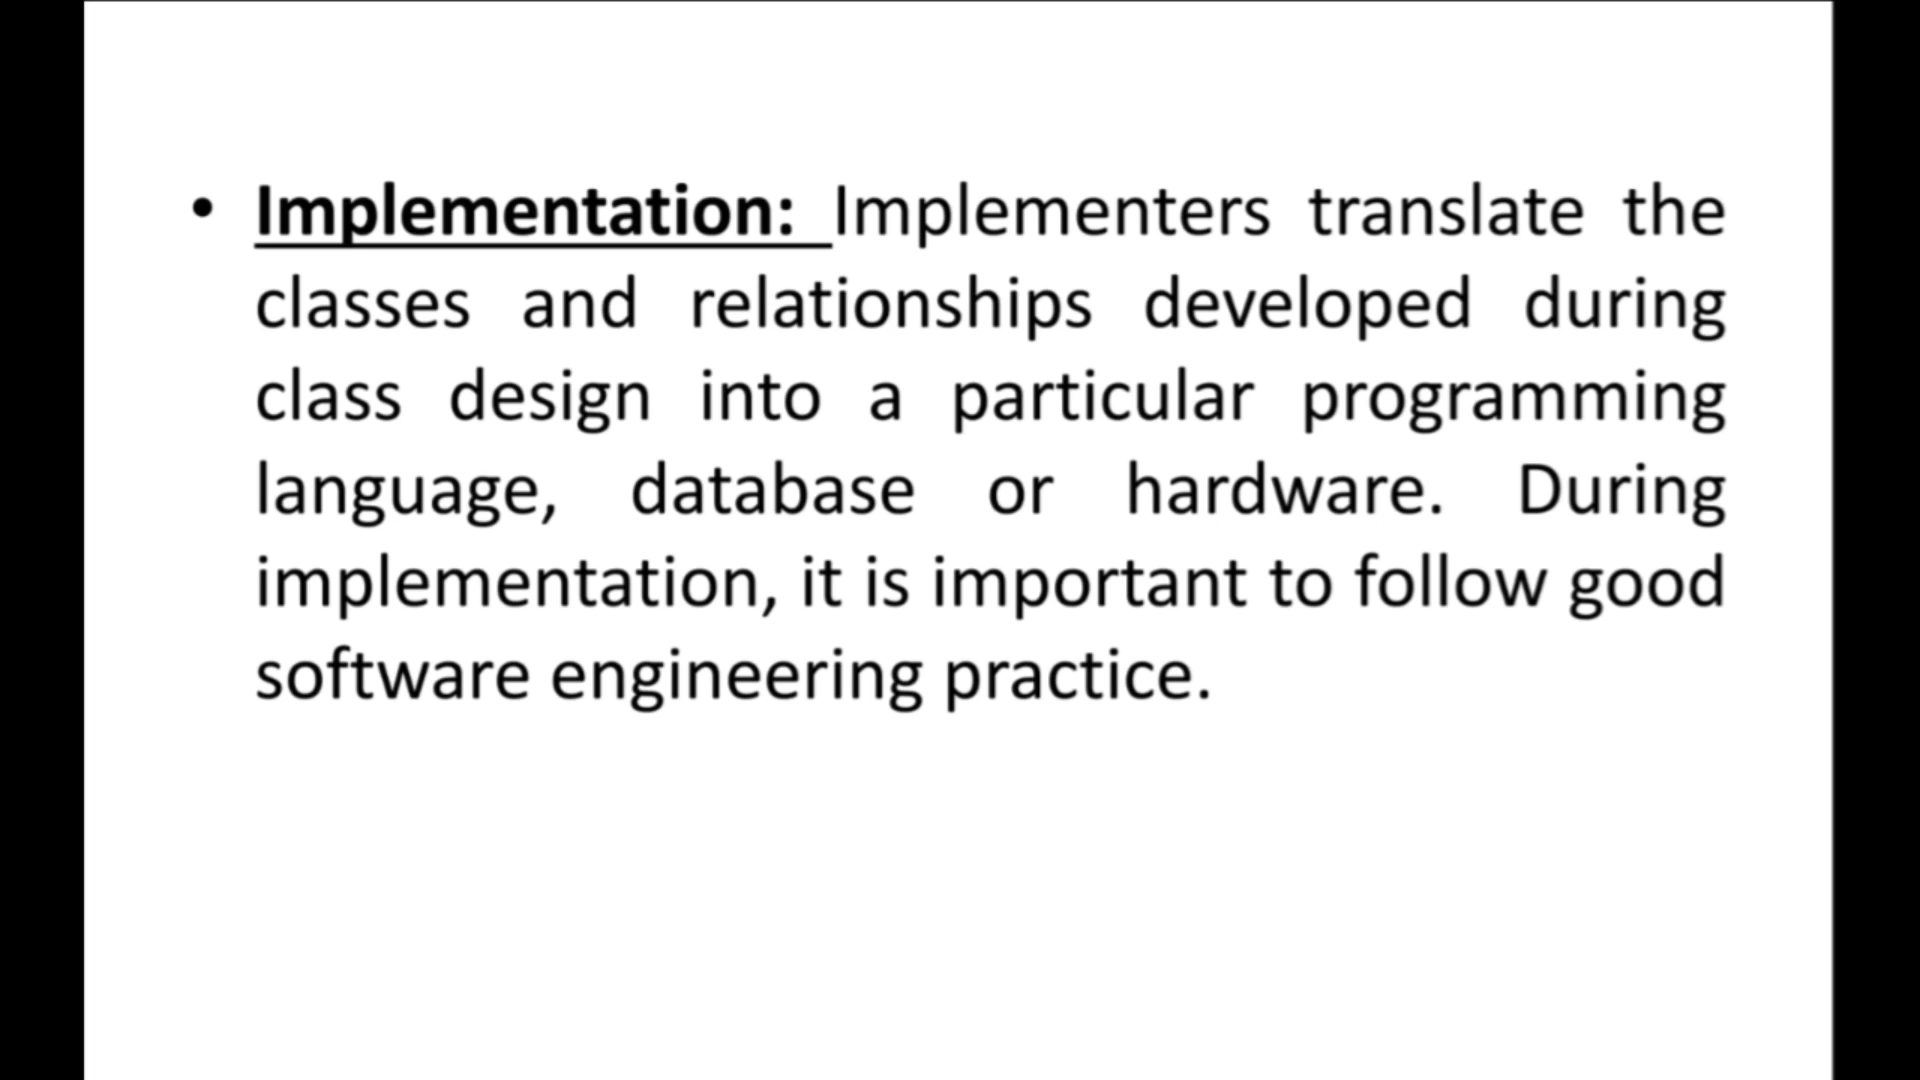 • Implementation: Implementers translate the
classes and relationships developed during
class design into a particular programming
language, database or hardware. During
implementation, it is important to follow good
software engineering practice.